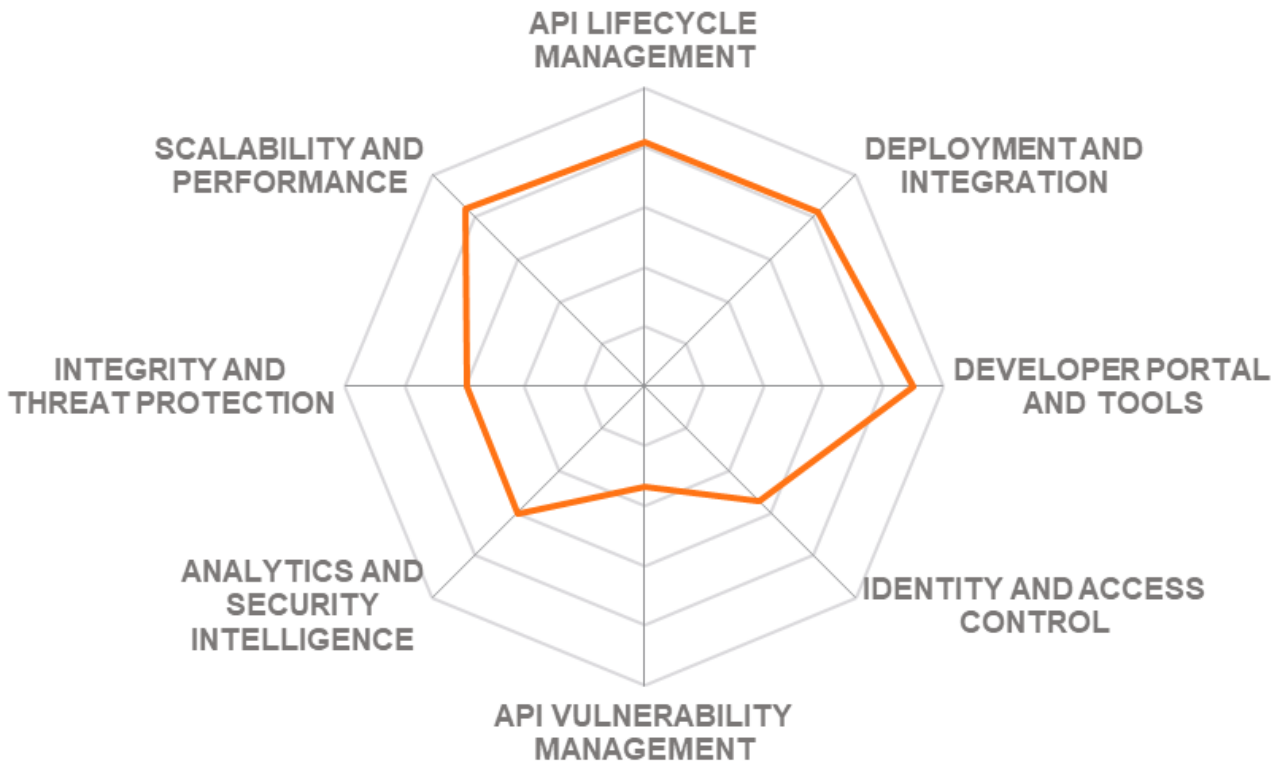 API LIFECYCLE
MANAGEMENT
SCALABILITY AND
PERFORMANCE
DEPLOYMENT AND
INTEGRATION
INTEGRITY AND
THREAT PROTECTION
DEVELOPER PORTAL
AND TOOLS
ANALYTICS AND
SECURITY
INTELLIGENCE
IDENTITY AND ACCESS
CONTROL
API VULNERABILITY
MANAGEMENT